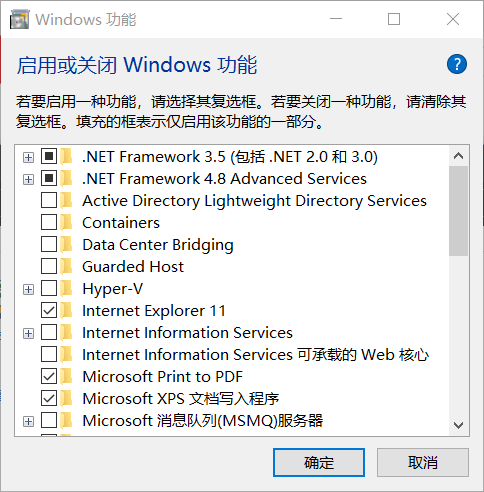 Windows 功能
启用或关闭 Windows 功能
若要启用一种功能，请选择其复选框。若要关闭一种功能，请清除其
复选框。填充的框表示仅启用该功能的一部分。
.NET Framework 3.5 (包括 .NET 2.0 和 3.0)
.NET Framework 4.8 Advanced Services
Active Directory Lightweight Directory Services
Containers
Data Center Bridging
Guarded Host
Hyper-V
Internet Explorer 11
Internet Information Services
Internet Information Services 可承载的 Web 核心
Microsoft Print to PDF
Microsoft XPS 文档写入程序
Microsoft 消息队列(MSMQ)服务器
确定
取消